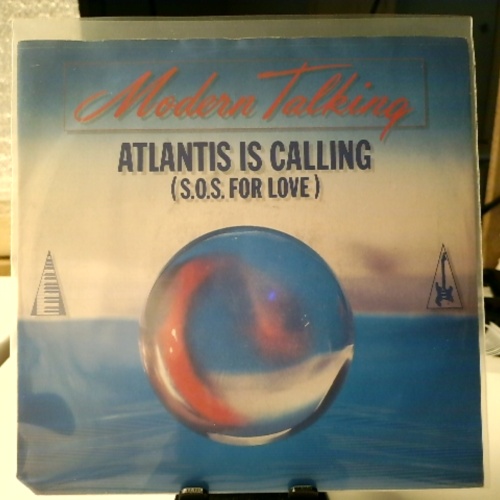 Modern Talking
ATLANTIS IS CALLING
(S.O.S. FOR LOVE)